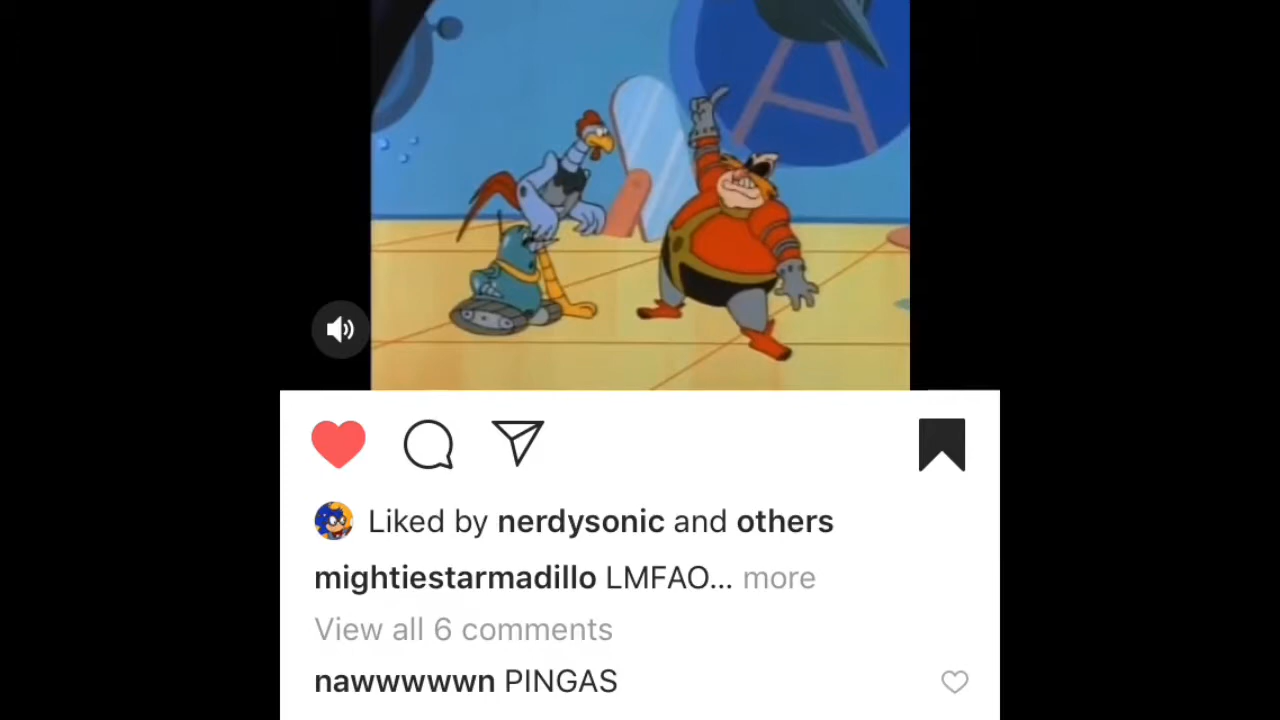 Liked by nerdysonic and others
mightiestarmadillo LMFAO... more
View all 6 comments
nawwwwwn PINGAS